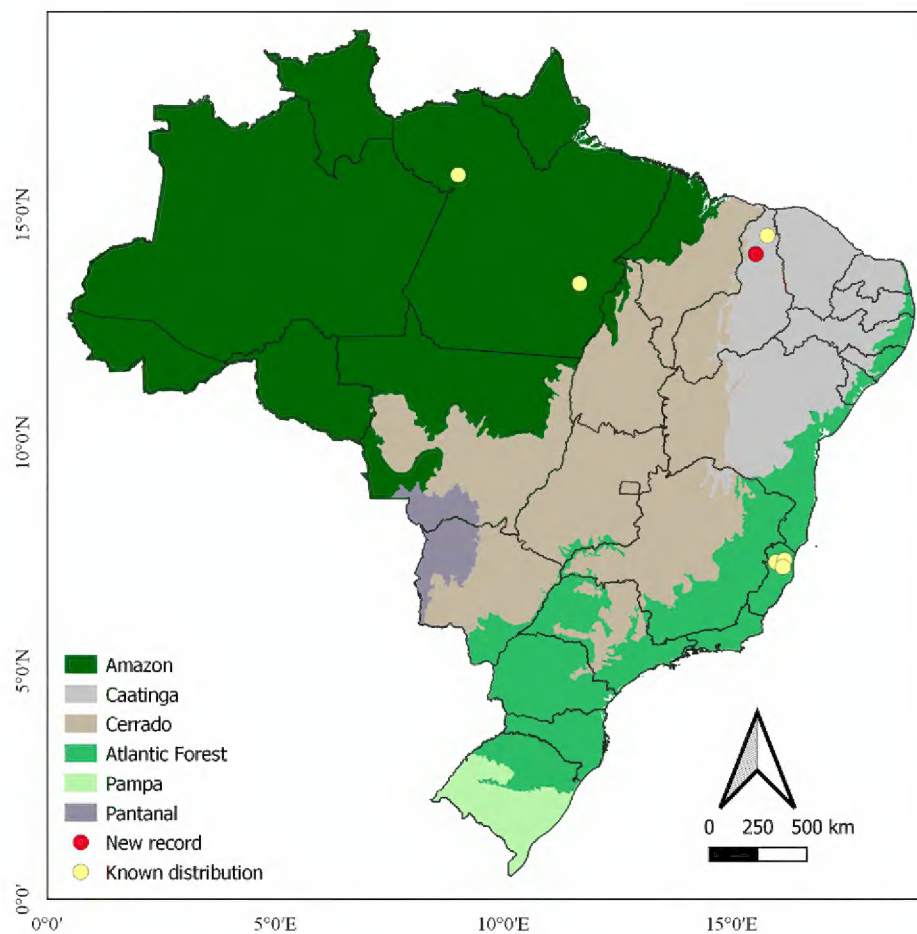 15°0'N
10°0'N
5°0'N
0°0'
Amazon
Caatinga
Cerrado
Atlantic Forest
Pampa
Pantanal
New record
Known distribution
0 250 500 km
0°0' 5°0'E 10°0'E 15°0'E